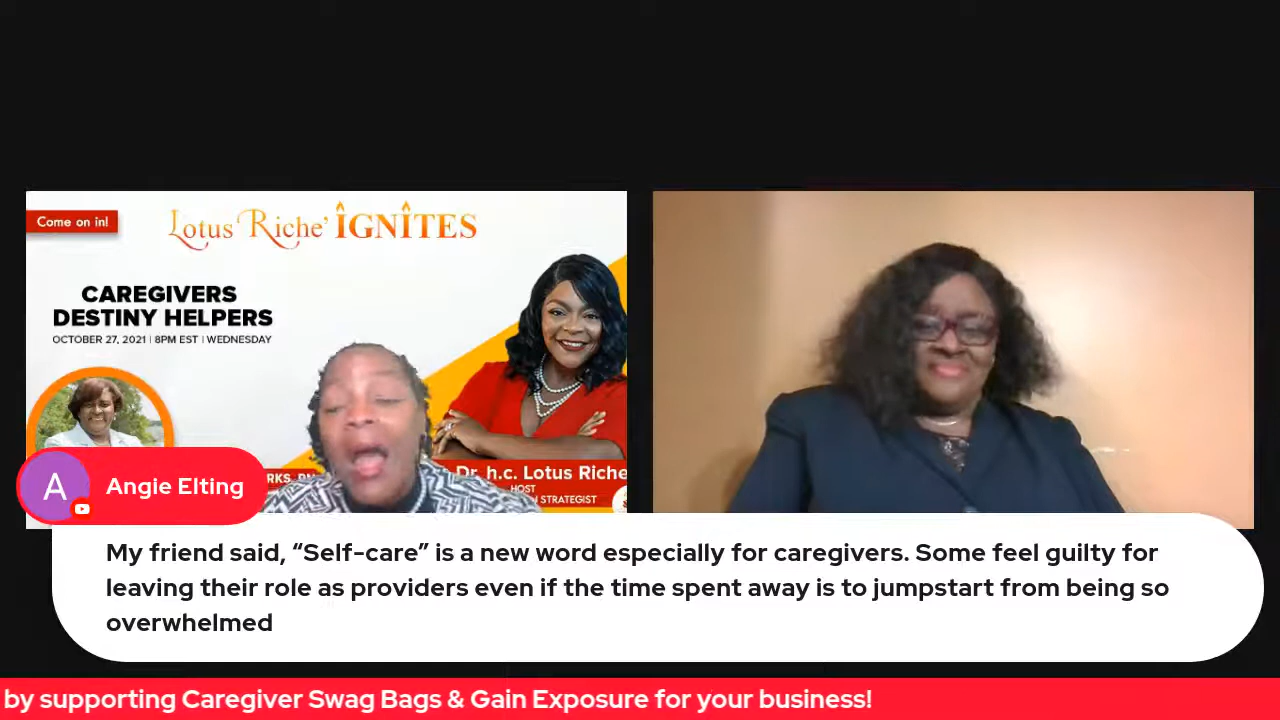 Come on in!
Lotus Riche' IGNITES
CAREGIVERS
DESTINY HELPERS
OCTOBER 27, 2021 | 8PM EST | WEDNESDAY
Dr. h.c. Lotus Riche
HOST
STRATEGIST
A
Angie Elting
My friend said, “Self-care” is a new word especially for caregivers. Some feel guilty for
leaving their role as providers even if the time spent away is to jumpstart from being so
overwhelmed
by supporting Caregiver Swag Bags & Gain Exposure for your business!